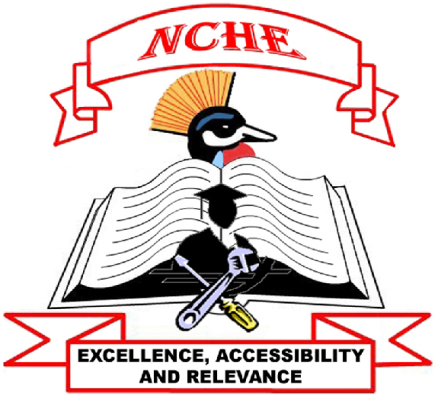 NCHE
EXCELLENCE, ACCESSIBILITY
AND RELEVANCE